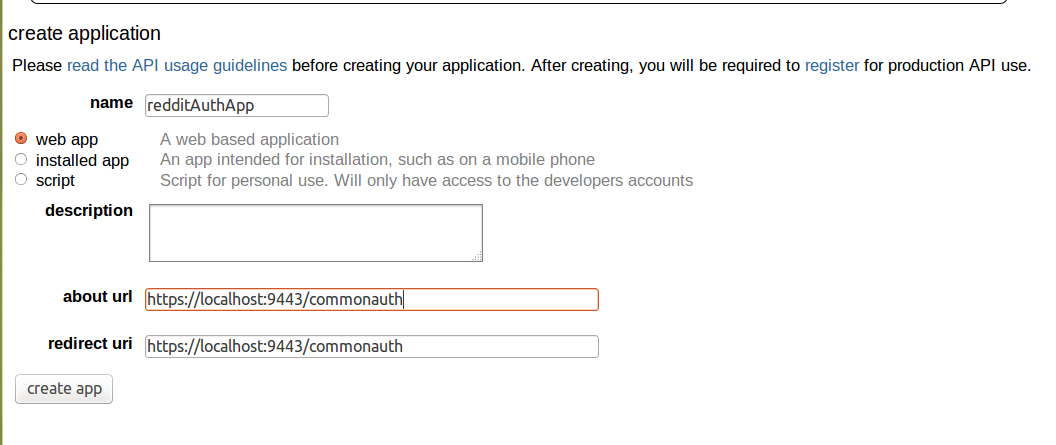 create application
Please read the API usage guidelines before creating your application. After creating, you will be required to register for production API use.
name redditAuthApp
web app A web based application
installed app An app intended for installation, such as on a mobile phone
script Script for personal use. Will only have access to the developers accounts
description
about url https://localhost:9443/commonauth
redirect uri https://localhost:9443/commonauth
create app